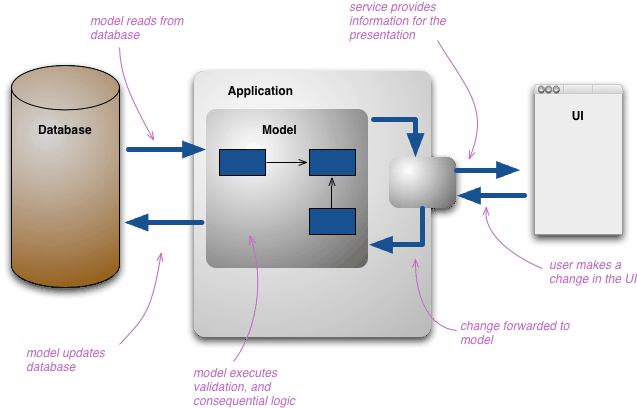 model reads from
database
service provides
information for the
presentation
Application
Database
Model
UI
user makes a
change in the UI
change forwarded to
model
model updates
database
model executes
validation, and
consequential logic